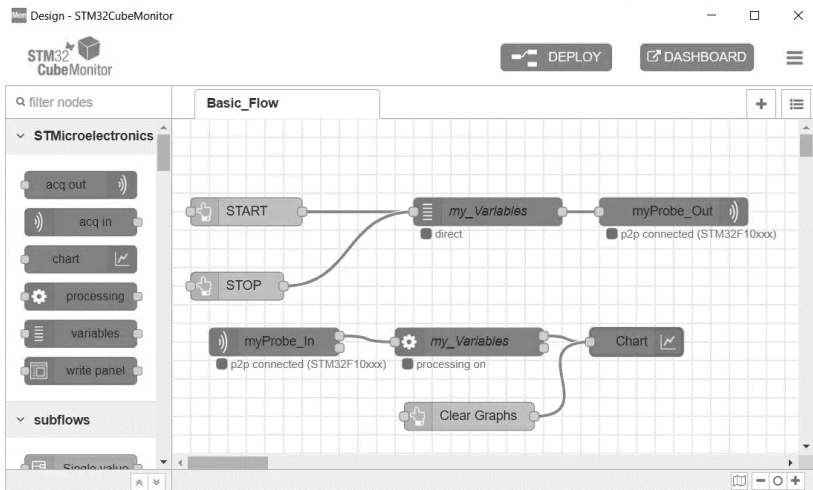 Mon Design - STM32CubeMonitor
STM32
CubeMonitor
DEPLOY
DASHBOARD
filter nodes
Basic_Flow
STMicroelectronics
acq out
acq in
chart
processing
variables
write panel
subflows
Single value
START
my_Variables
direct
myProbe_Out
p2p connected (STM32F10xxx)
STOP
myProbe_In
p2p connected (STM32F10xxx)
my_Variables
processing on
Chart
Clear Graphs